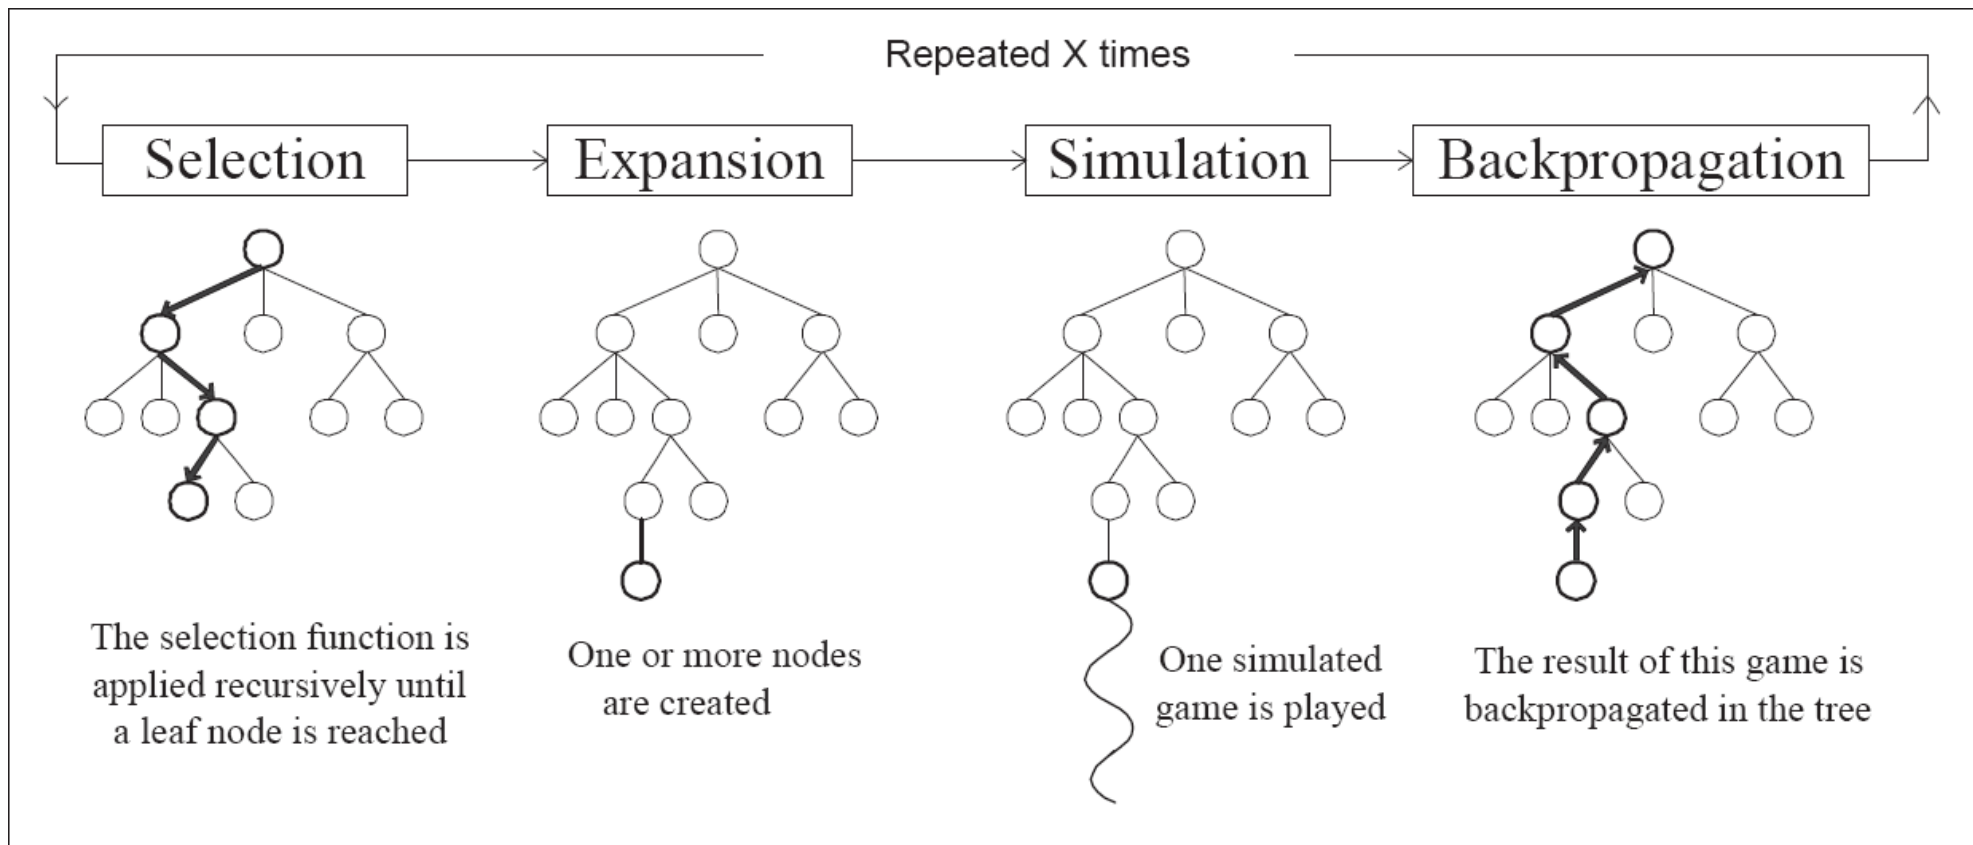 Repeated X times
Selection
Expansion
Simulation
Backpropagation
The selection function is
applied recursively until
a leaf node is reached
One or more nodes
are created
One simulated
game is played
The result of this game is
backpropagated in the tree